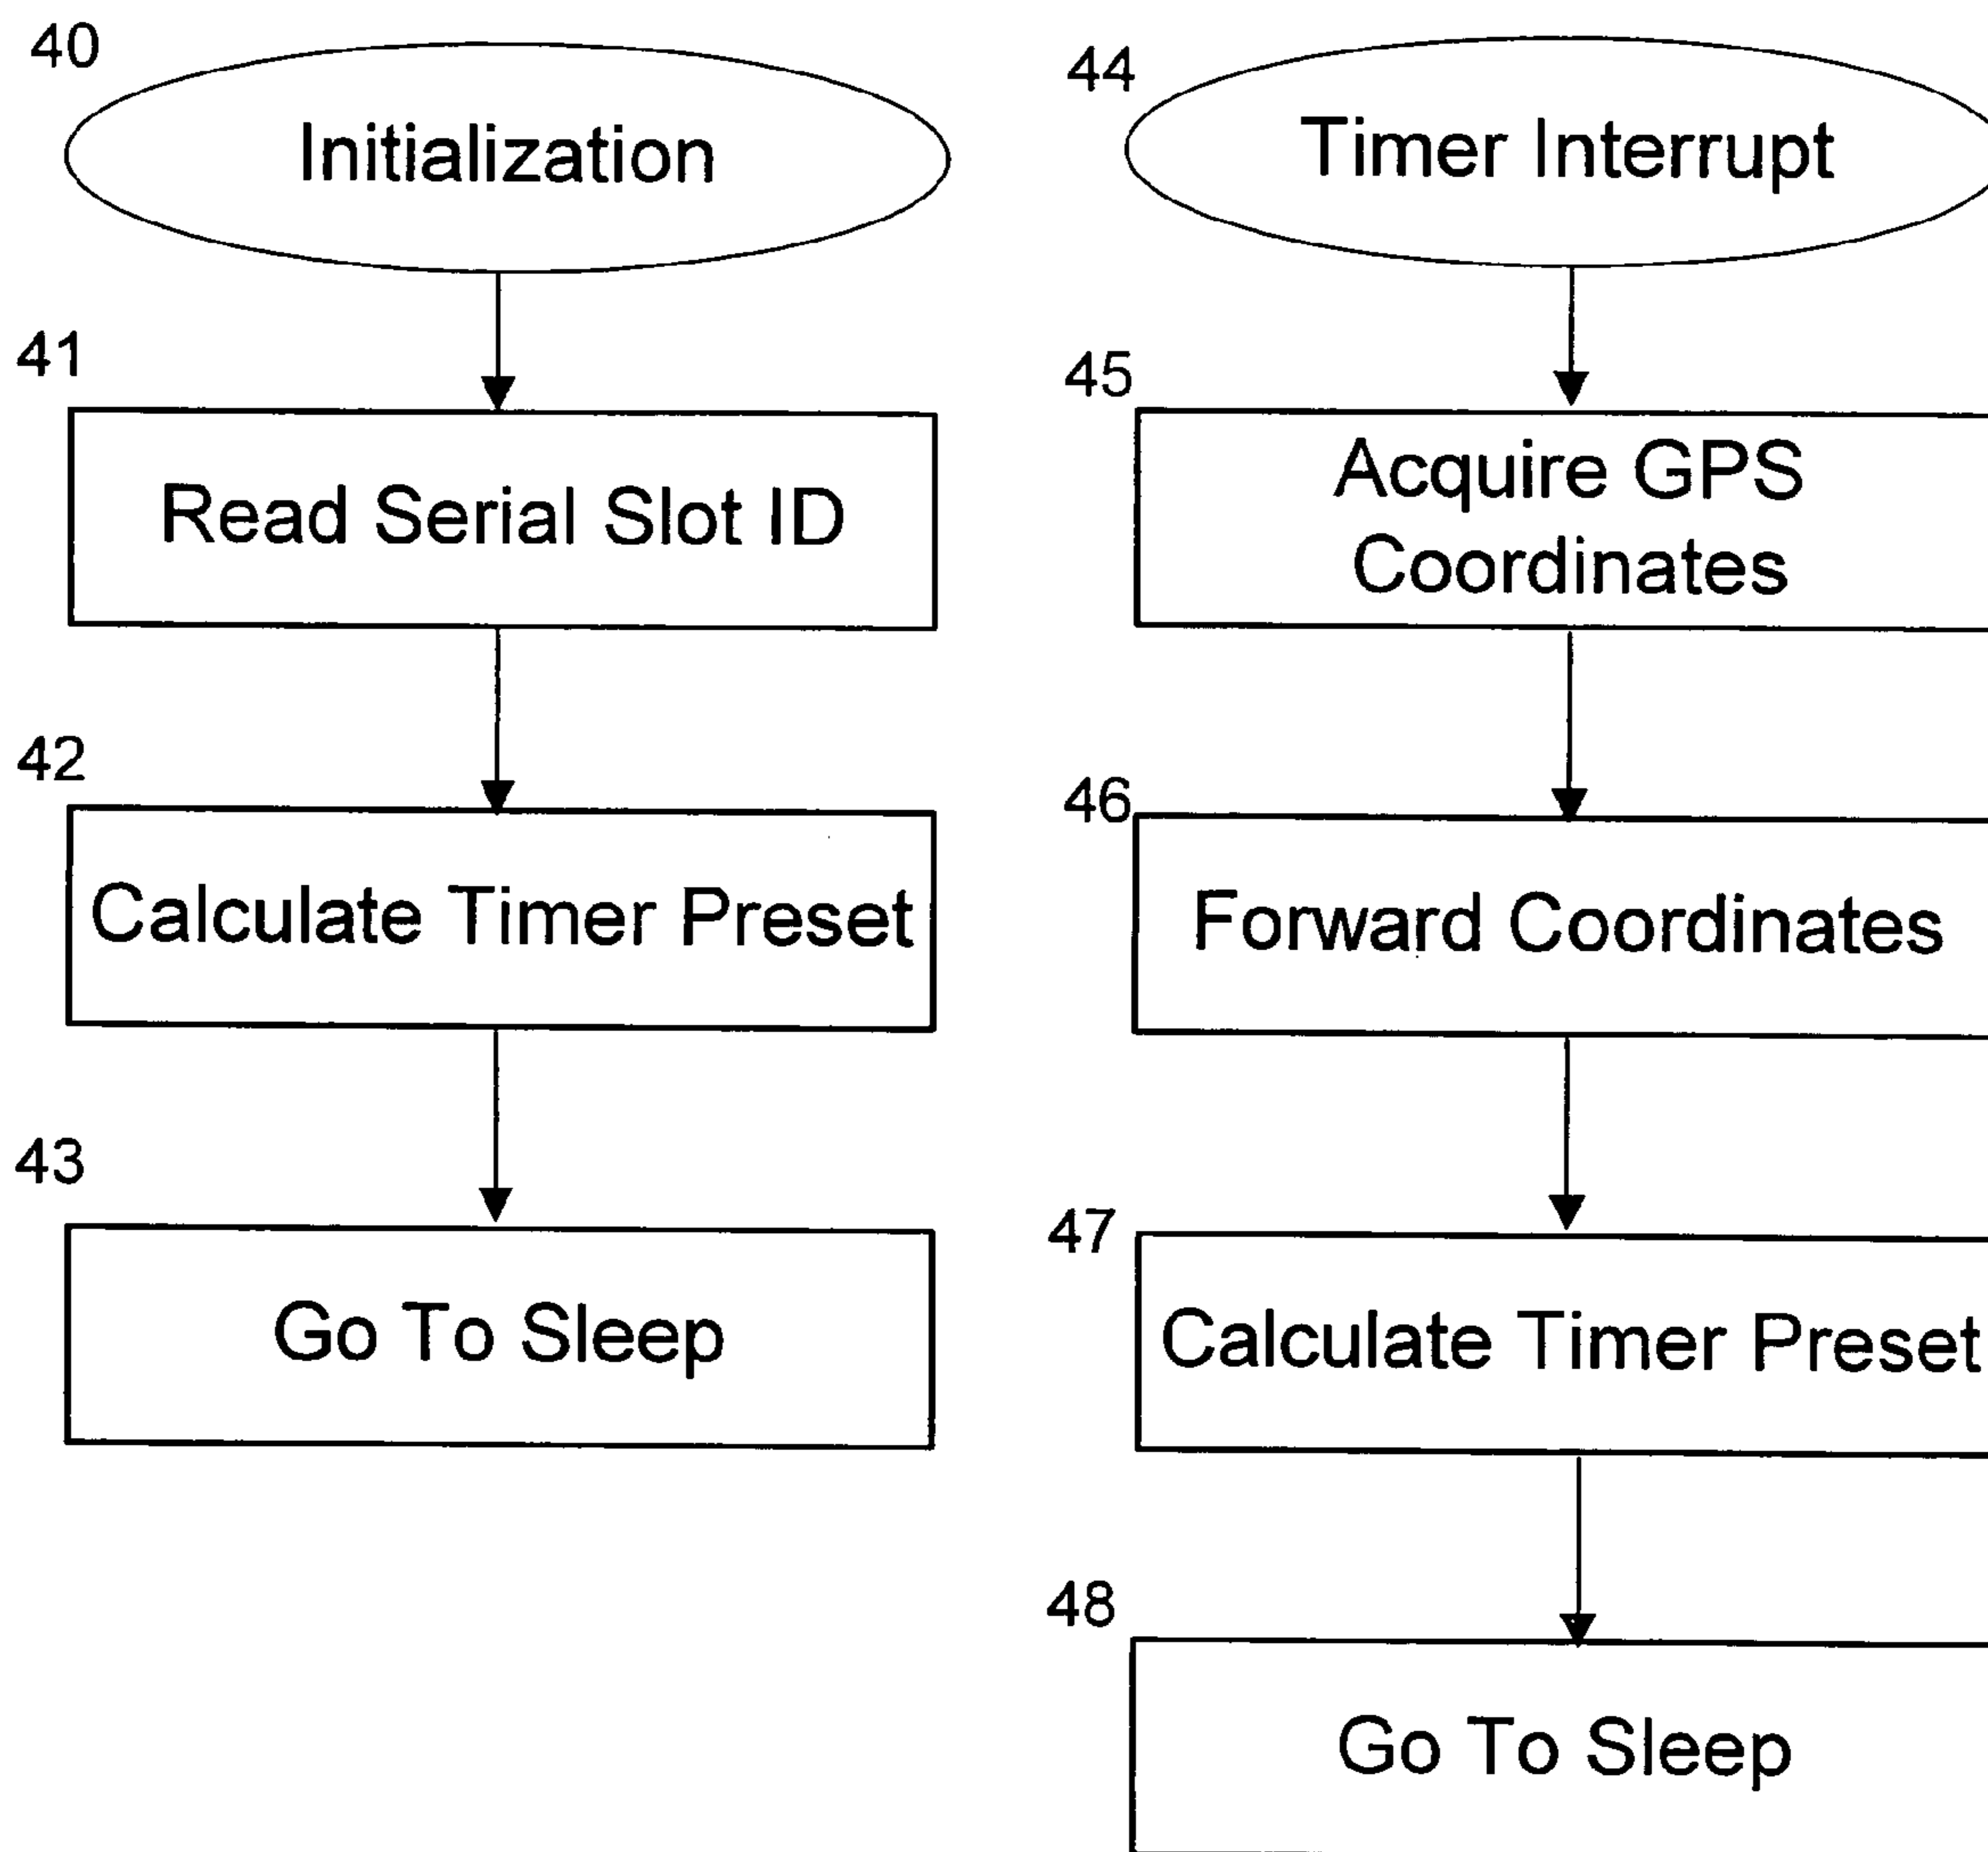 40
Initialization
41
Read Serial Slot ID
42
Calculate Timer Preset
43
Go To Sleep
44
Timer Interrupt
45
Acquire GPS
Coordinates
46
Forward Coordinates
47
Calculate Timer Preset
48
Go To Sleep